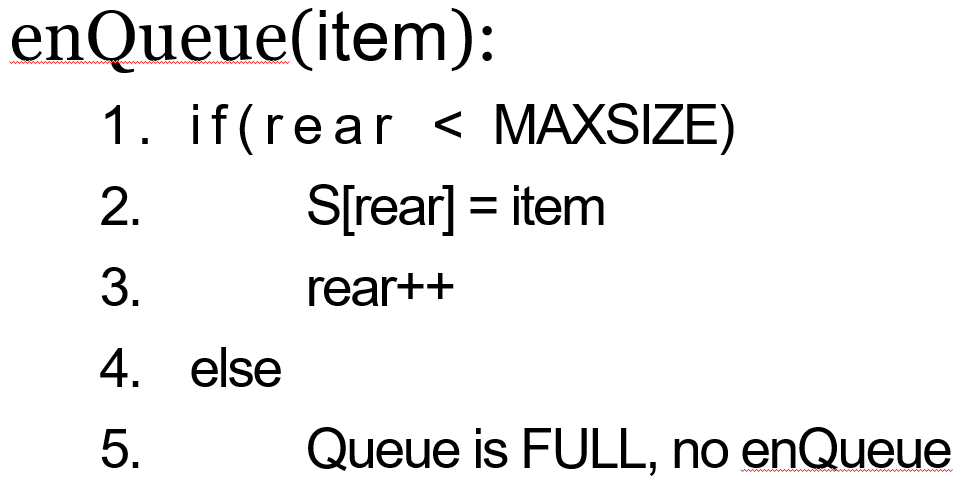 enQueue(item):
1. if(rear < MAXSIZE)
2. S[rear] = item
3. rear++
4. else
5. Queue is FULL, no enQueue